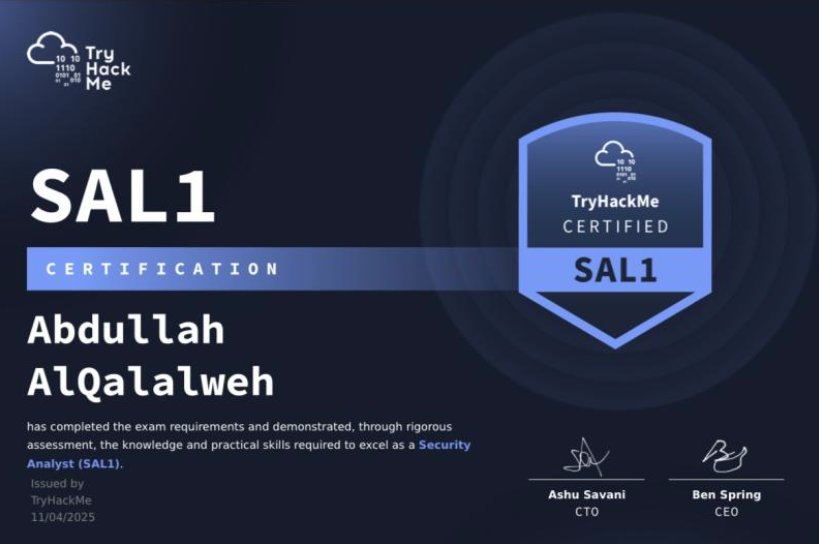 Try
Hack
Me
SAL1
CERTIFICATION
Abdullah
AlQalalweh
has completed the exam requirements and demonstrated, through rigorous
assessment, the knowledge and practical skills required to excel as a Security
Analyst (SAL1).
Issued by
TryHackMe
11/04/2025
TryHackMe
CERTIFIED
SAL1
Ashu Savani
CTO
Ben Spring
CEO